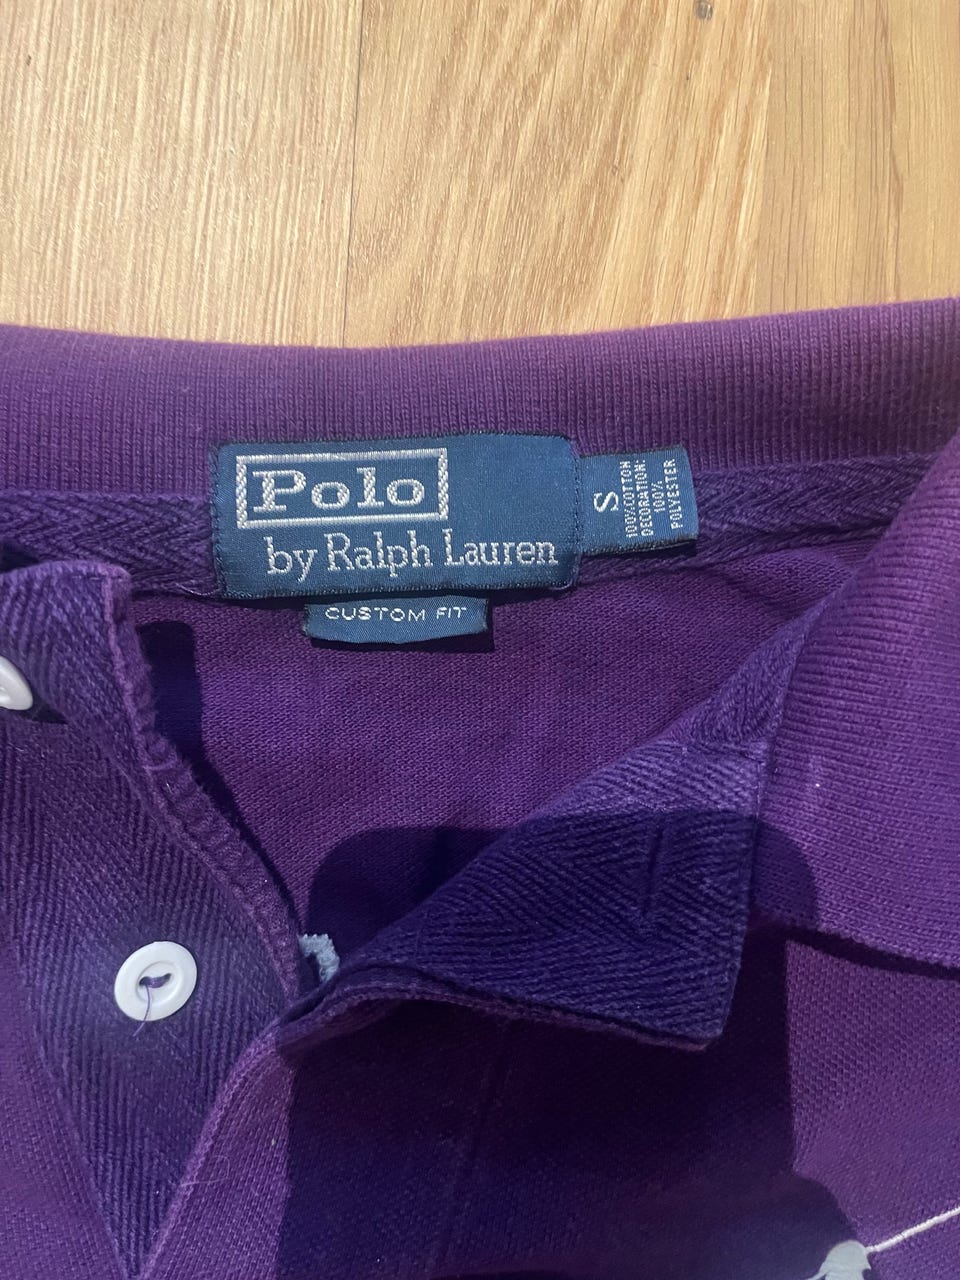 Polo
by Ralph Lauren
CUSTOM FIT
S
100% COTTON
DECORATION:
100%
POLYESTER